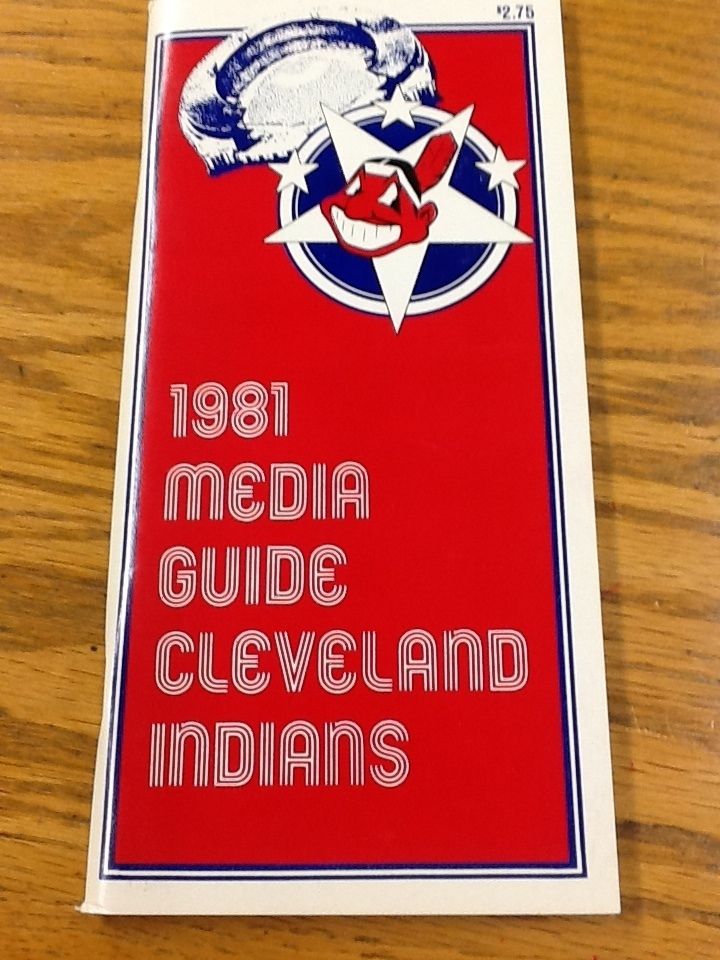 $2.75
1981
MEDIA
GUIDE
CLEVELAND
INDIANS